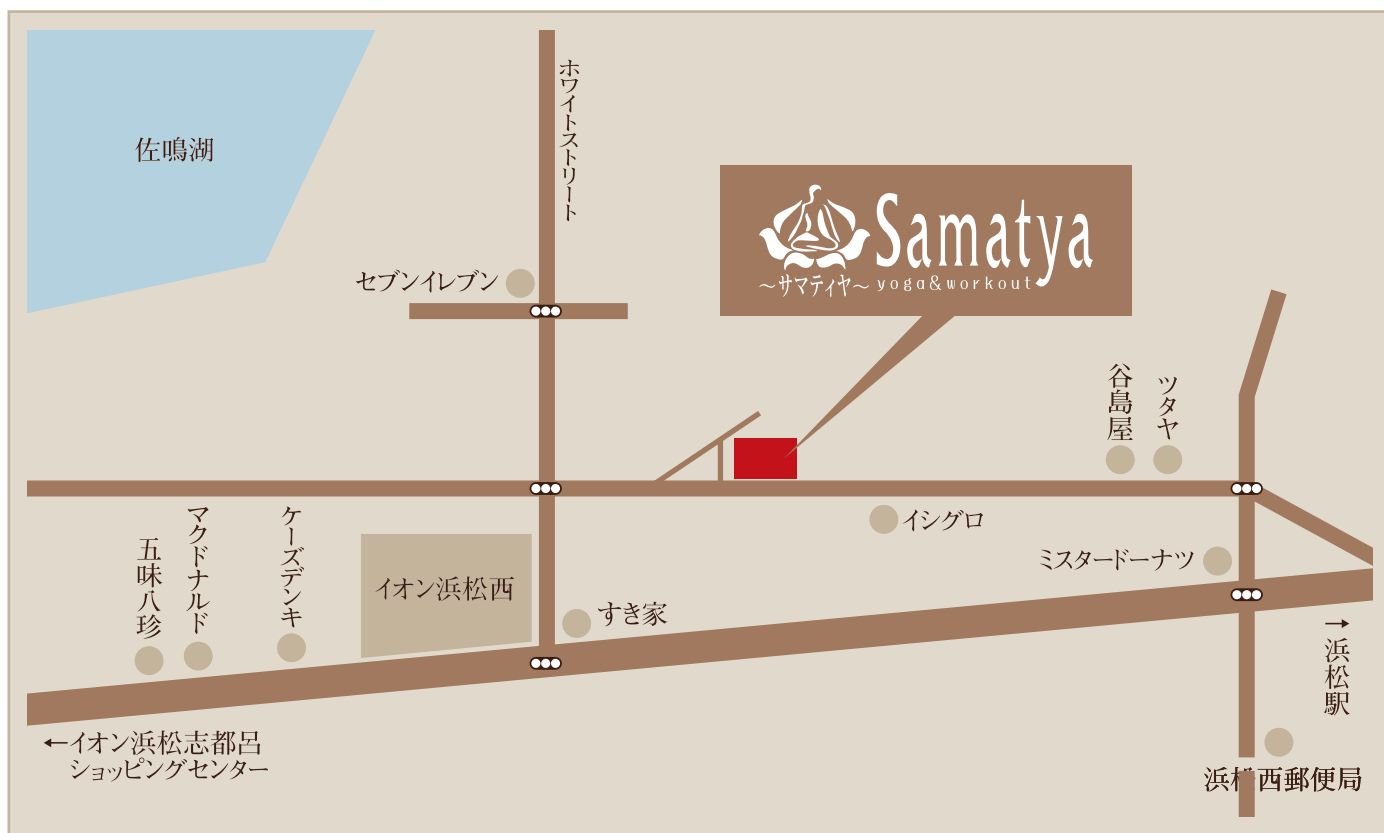 佐鳴湖
ホワイトストリート
Samatya
〜サマティヤ〜 yoga&workout
セブンイレブン
谷島屋
ツタヤ
イシグロ
ミスタードーナツ
五味八珍
マクドナルド
ケーズデンキ
イオン浜松西
すき家
→浜松駅
←イオン浜松志都呂
ショッピングセンター
浜松西郵便局